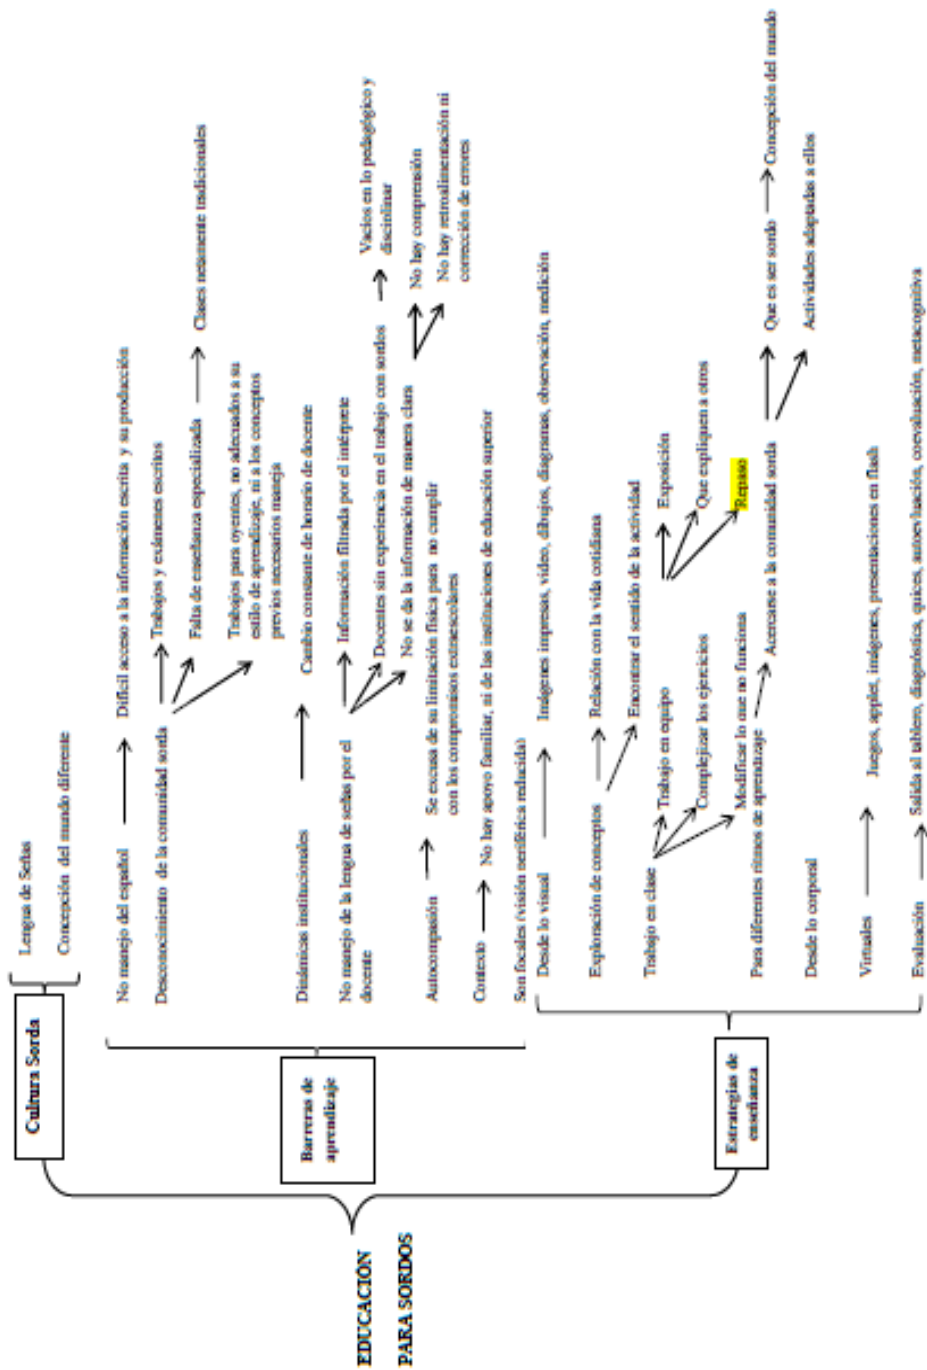 EDUCACIÓN
PARA SORDOS
Cultura Sorda
Lengua de Señas
Concepción del mundo diferente
Barreras de
aprendizaje
No manejo del español
Difícil acceso a la información escrita y su producción
Desconocimiento de la comunidad sorda
Trabajos y exámenes escritos
Falta de enseñanza especializada
Clases netamente tradicionales
Trabajos para oyentes, no adecuados a su
estilo de aprendizaje, ni a los conceptos
previos necesarios maneja
Dinámicas institucionales
Cambio constante de horario de docente
No manejo de la lengua de señas por el
docente
Información filtrada por el intérprete
Docentes sin experiencia en el trabajo con sordos
Vacios en lo pedagógico y
disciplinar
No se da la información de manera clara
No hay comprensión
No hay retroalimentación ni
corrección de errores
Autocompasión
Se excusa de su limitación física para no cumplir
con los compromisos extraescolares
Contexto
No hay apoyo familiar, ni de las instituciones de educación superior
Son focales (visión periférica reducida)
Estrategias de
enseñanza
Desde lo visual
Imágenes impresas, video, dibujos, diagramas, observación, medición
Exploración de conceptos
Relación con la vida cotidiana
Encontrar el sentido de la actividad
Trabajo en clase
Trabajo en equipo
Complejizar los ejercicios
Modificar lo que no funciona
Exposición
Que expliquen a otros
Repaso
Para diferentes ritmos de aprendizaje
Acercarse a la comunidad sorda
Que es ser sordo
Concepción del mundo
Actividades adaptadas a ellos
Desde lo corporal
Virtuales
Juegos, applet, imágenes, presentaciones en flash
Evaluación
Salida al tablero, diagnóstica, quices, autoevluación, coevaluación, metacognitiva